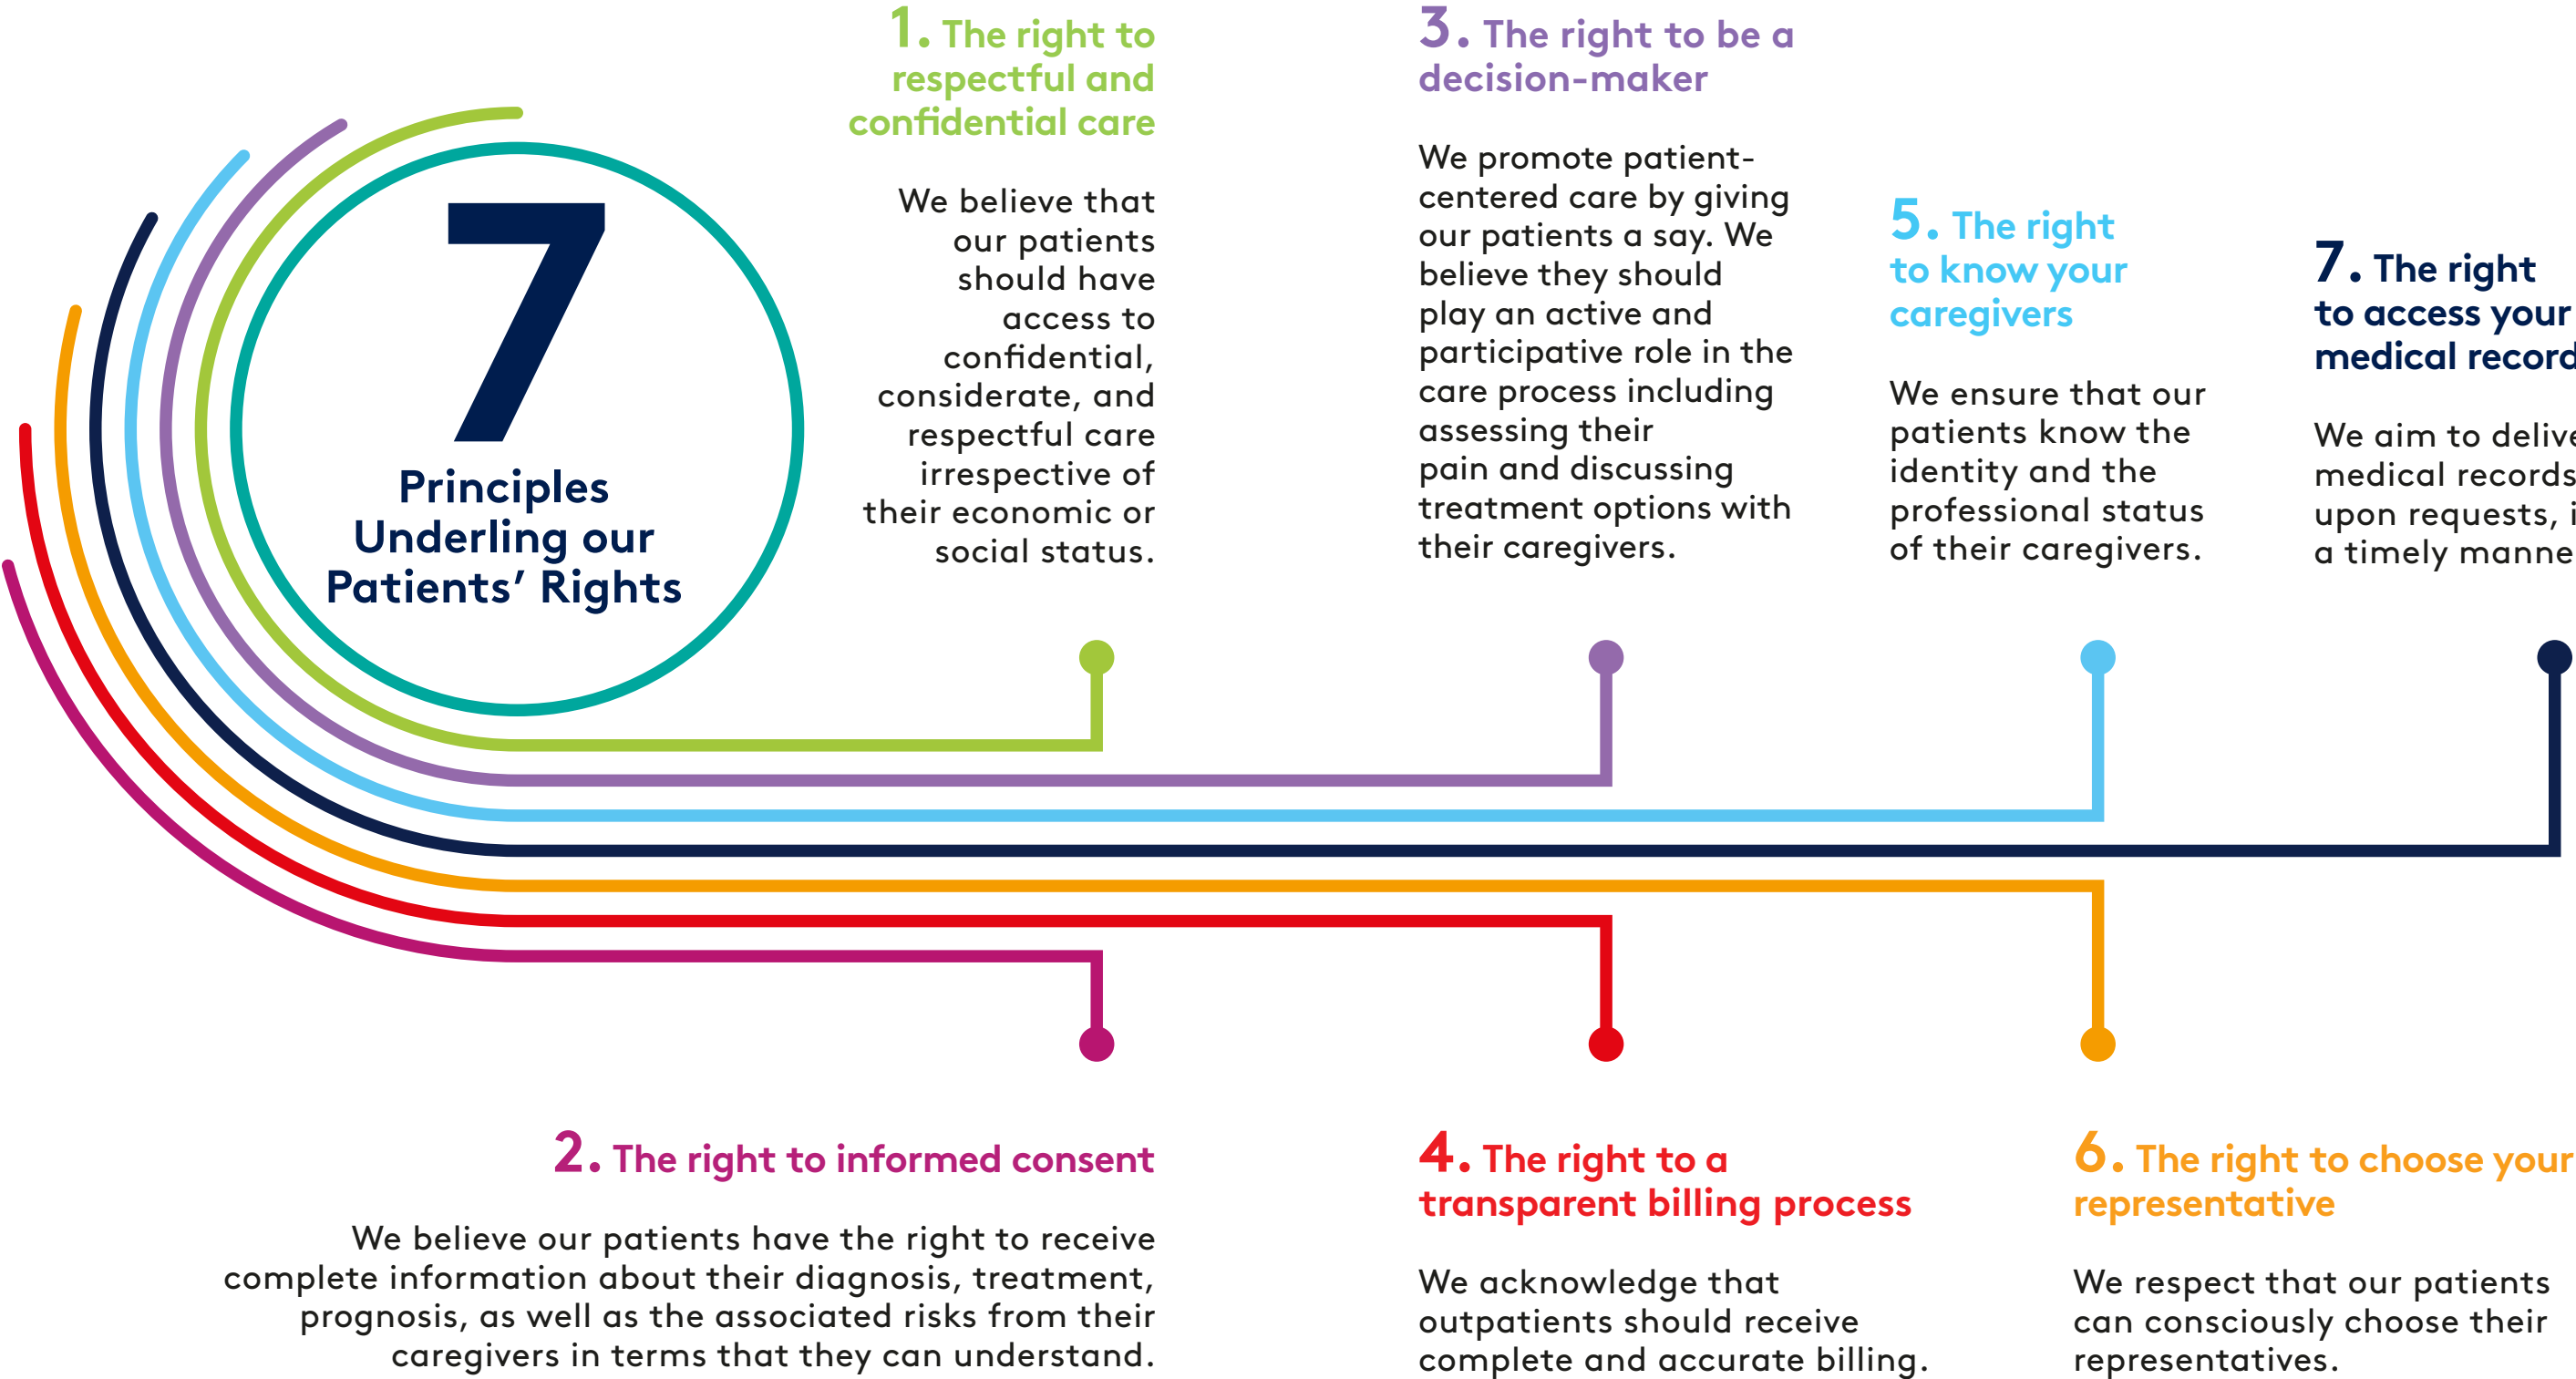 7
Principles
Underling our
Patients’ Rights
1. The right to
respectful and
confidential care
We believe that
our patients
should have
access to
confidential,
considerate, and
respectful care
irrespective of
their economic or
social status.
2. The right to informed consent
We believe our patients have the right to receive
complete information about their diagnosis, treatment,
prognosis, as well as the associated risks from their
caregivers in terms that they can understand.
3. The right to be a
decision-maker
We promote patient-
centered care by giving
our patients a say. We
believe they should
play an active and
participative role in the
care process including
assessing their
pain and discussing
treatment options with
their caregivers.
4. The right to a
transparent billing process
We acknowledge that
outpatients should receive
complete and accurate billing.
5. The right
to know your
caregivers
We ensure that our
patients know the
identity and the
professional status
of their caregivers.
6. The right to choose your
representative
We respect that our patients
can consciously choose their
representatives.
7. The right
to access your
medical
We aim to
medical records
upon requests,
a timely